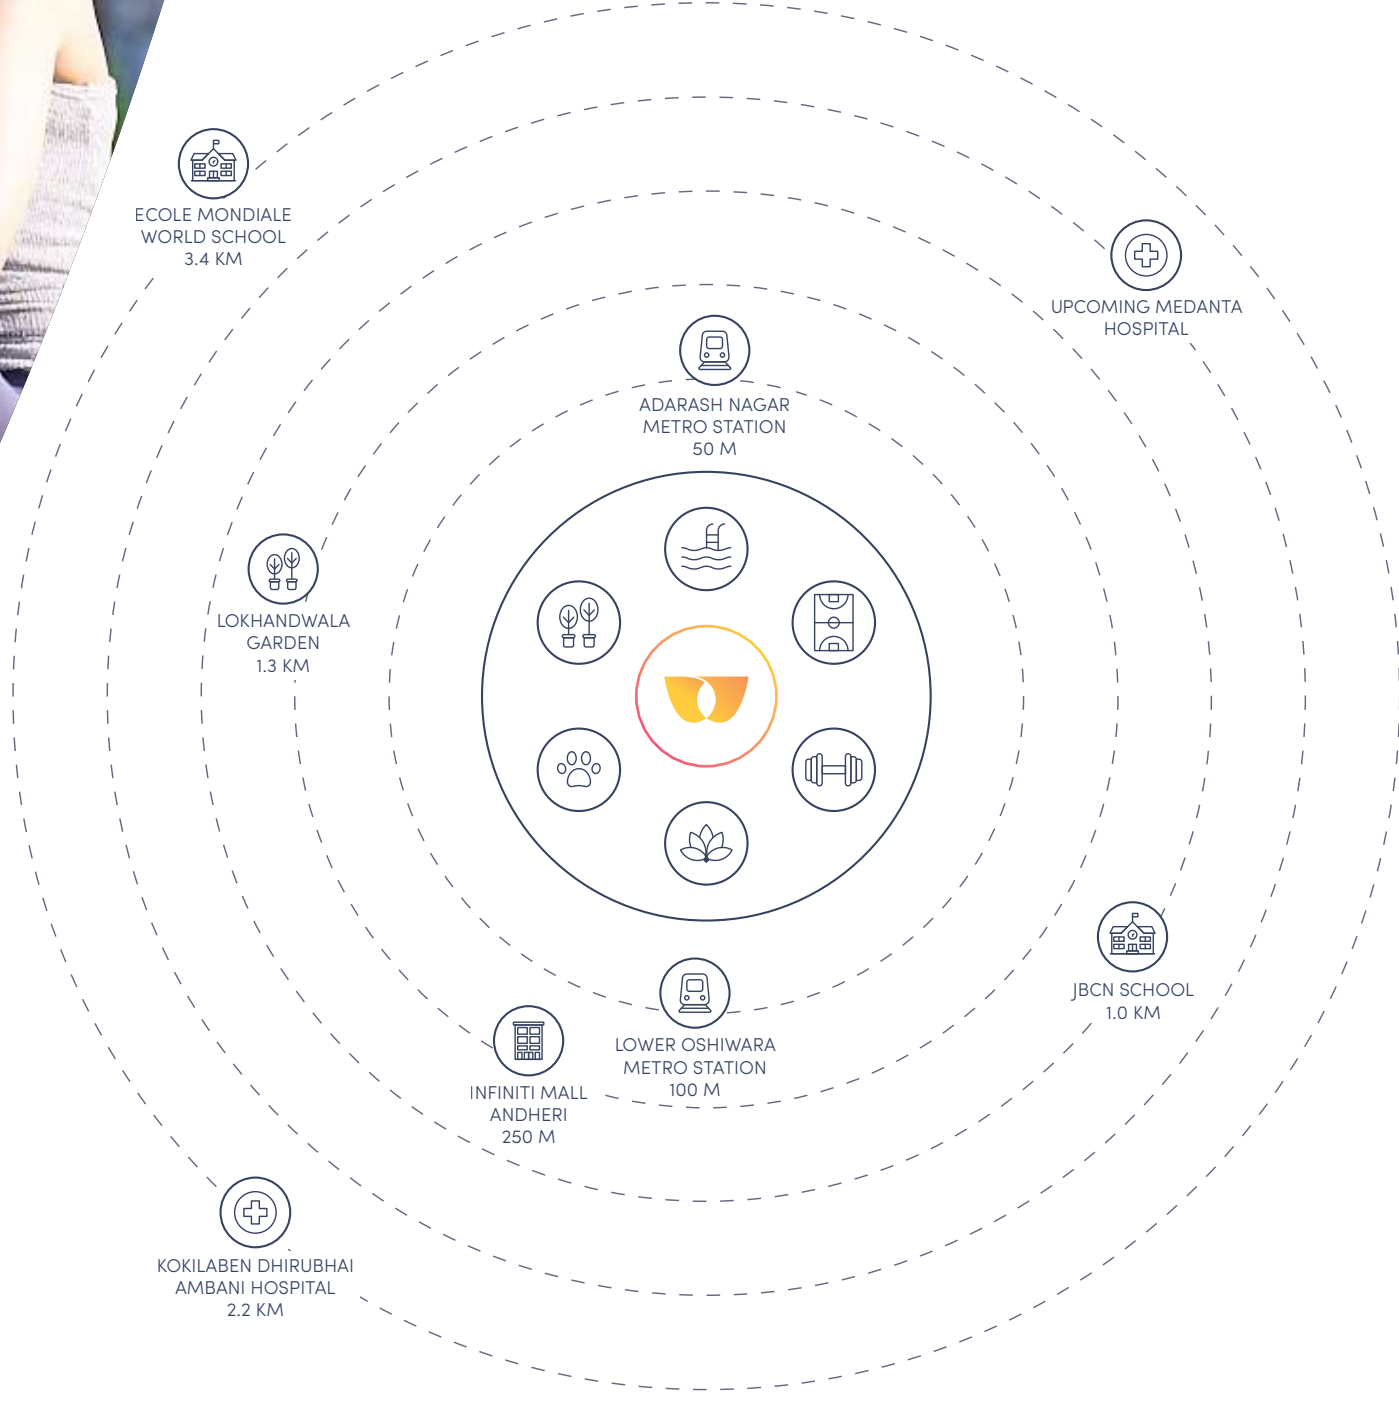 ECOLE MONDIALE
WORLD SCHOOL
3.4 KM
UPCOMING MEDANTA
HOSPITAL
ADARASH NAGAR
METRO STATION
50 M
LOKHANDWALA
GARDEN
1.3 KM
JBCN SCHOOL
1.0 KM
LOWER OSHIWARA
METRO STATION
100 M
INFINITI MALL
ANDHERI
250 M
KOKILABEN DHIRUBHAI
AMBANI HOSPITAL
2.2 KM